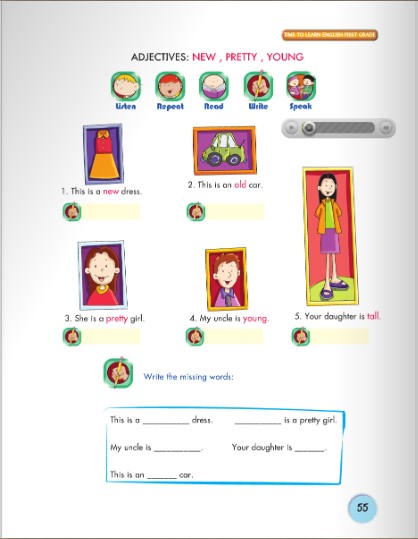 TIME TO LEARN ENGLISH FIRST GRADE
ADJECTIVES: NEW , PRETTY , YOUNG
Listen Repeat Read Write Speak
1. This is a new dress.
2. This is an old car.
3. She is a pretty girl.
4. My uncle is young.
5. Your daughter is tall.
Write the missing words:
This is a __________ dress. __________ is a pretty girl.
My uncle is __________. Your daughter is ______.
This is an ______ car.
55